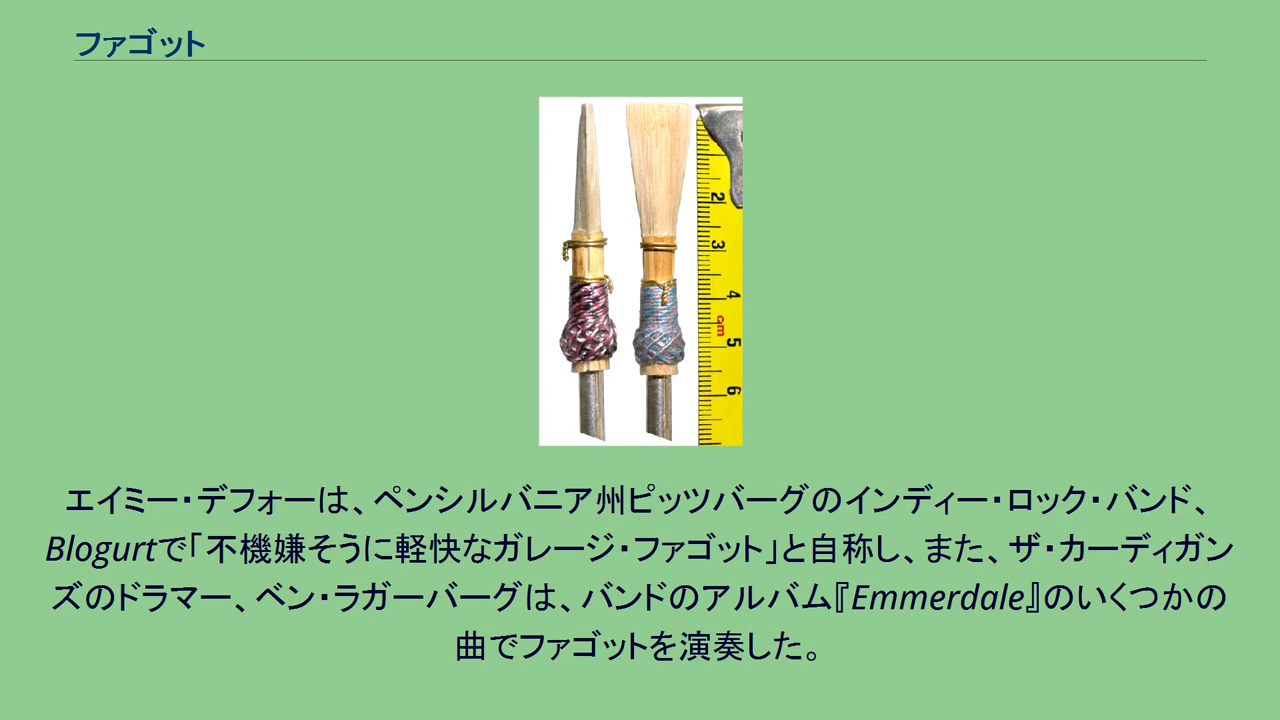 ファゴット
2
3
4
cm
5
6
エイミー・デフォーは、ペンシルバニア州ピッツバーグのインディー・ロック・バンド、
Blogurtで「不機嫌そうに軽快なガレージ・ファゴット」と自称し、また、ザ・カーディガン
ズのドラマー、ベン・ラガーバーグは、バンドのアルバム『Emmerdale』のいくつかの
曲でファゴットを演奏した。